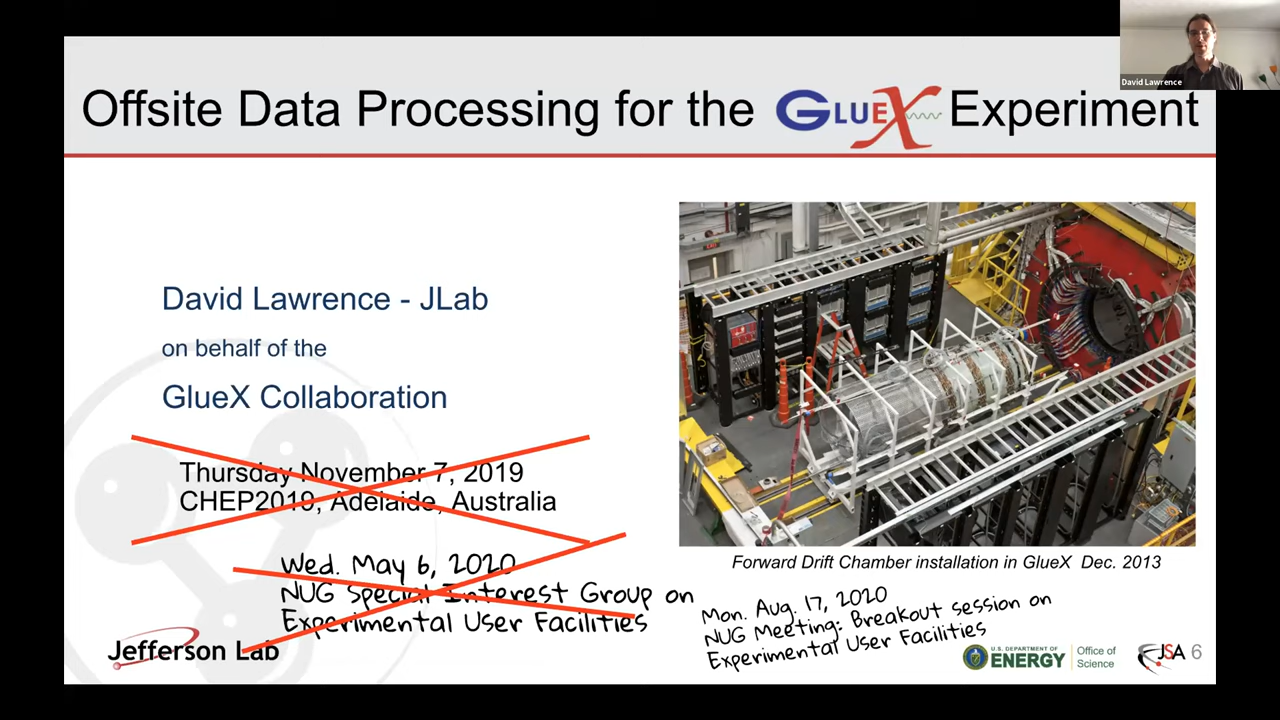 David Lawrence
Offsite Data Processing for the GLUEX Experiment
David Lawrence - JLab
on behalf of the
GlueX Collaboration
Thursday November 7, 2019
CHEP2019, Adelaide, Australia
Wed. May 6, 2020
NUG Special Interest Group on
Experimental User Facilities
Forward Drift Chamber installation in GlueX Dec. 2013
Mon. Aug. 17, 2020
NUG Meeting: Breakout session on
Experimental User Facilities
Jefferson Lab
U.S. DEPARTMENT OF
ENERGY
Office of
Science
JSA
6